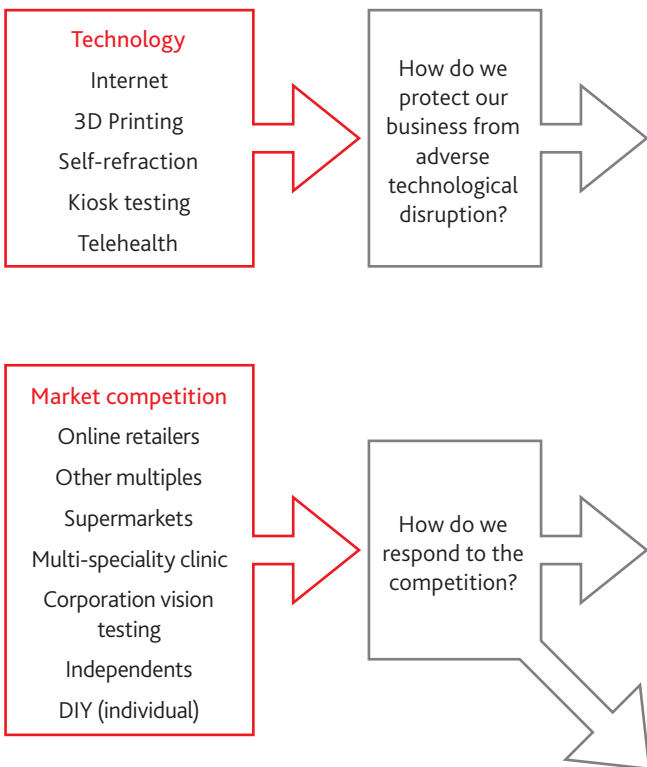 Technology
Internet
3D Printing
Self-refraction
Kiosk testing
Telehealth
How do we
protect our
business from
adverse
technological
disruption?
Market competition
Online retailers
Other multiples
Supermarkets
Multi-speciality clinic
Corporation vision
testing
Independents
DIY (individual)
How do we
respond to the
competition?